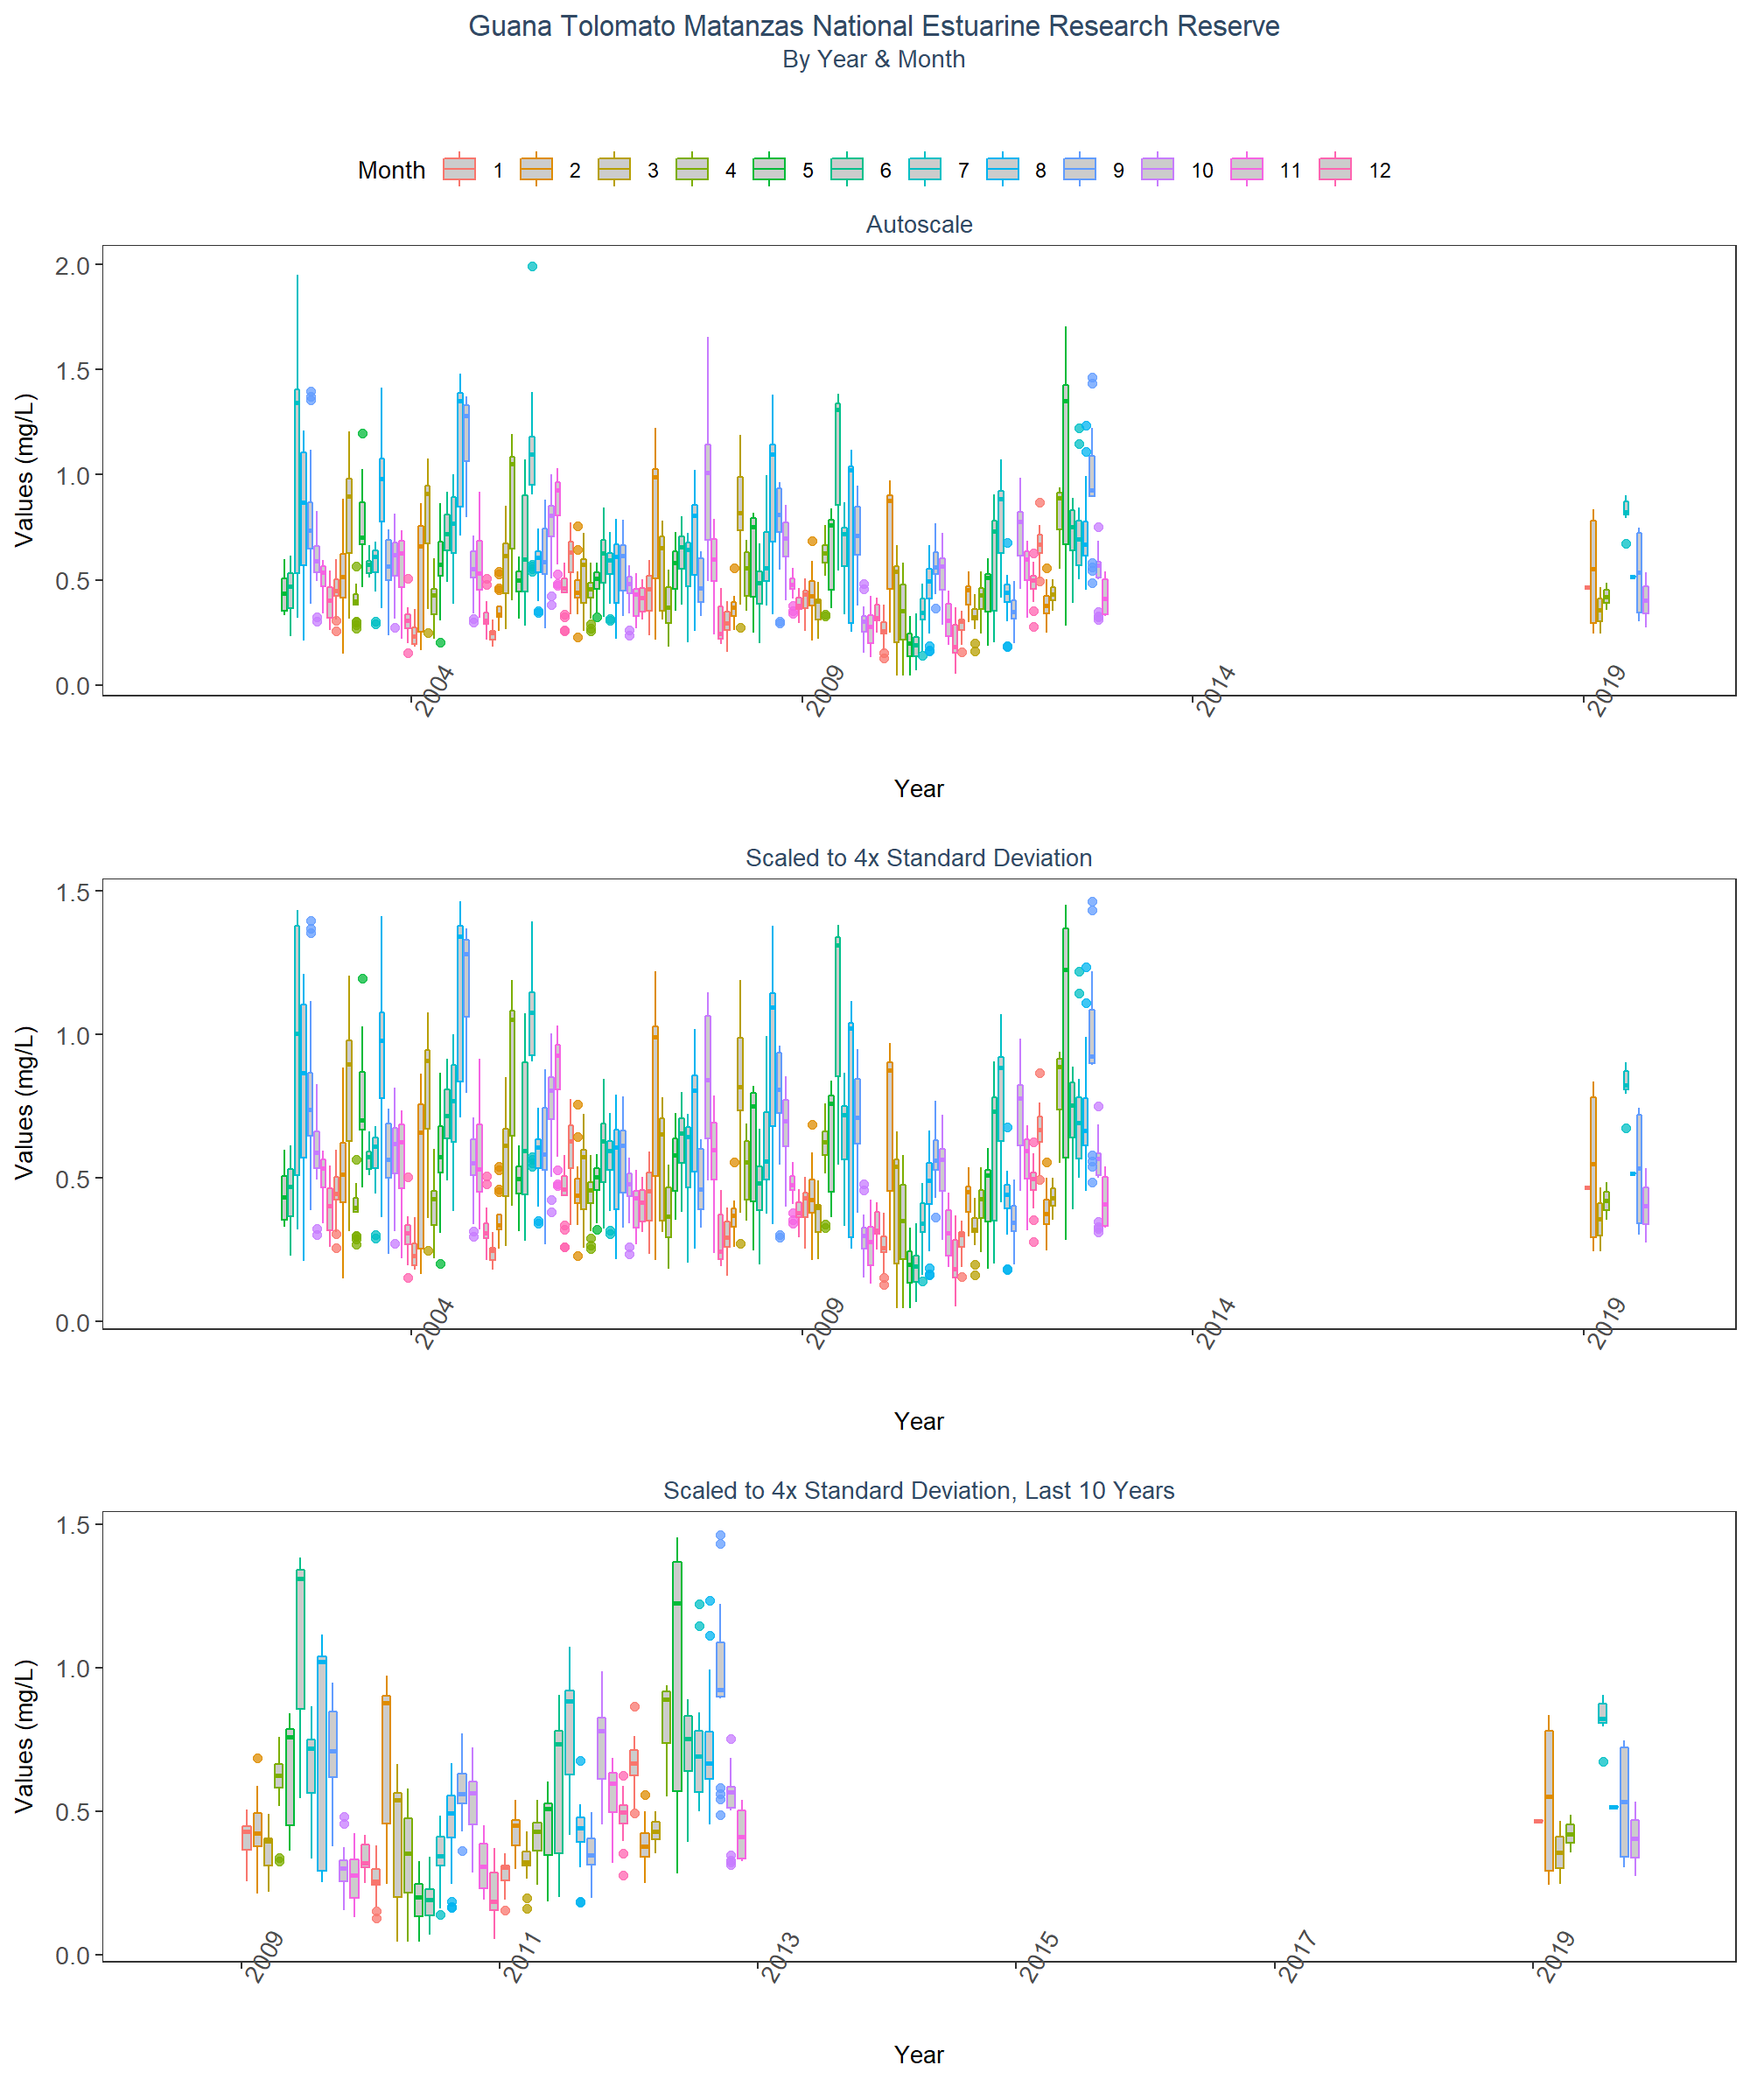 Guana Tolomato Matanzas National Estuarine Research Reserve
By Year & Month
Month 1 2 3 4 5 6 7 8 9 10 11 12
Autoscale
Values (mg/L)
2.0
1.5
1.0
0.5
0.0
2004 2009 2014 2019
Year
Scaled to 4x Standard Deviation
Values (mg/L)
1.5
1.0
0.5
0.0
2004 2009 2014 2019
Year
Scaled to 4x Standard Deviation, Last 10 Years
Values (mg/L)
1.5
1.0
0.5
0.0
2009 2011 2013 2015 2017 2019
Year